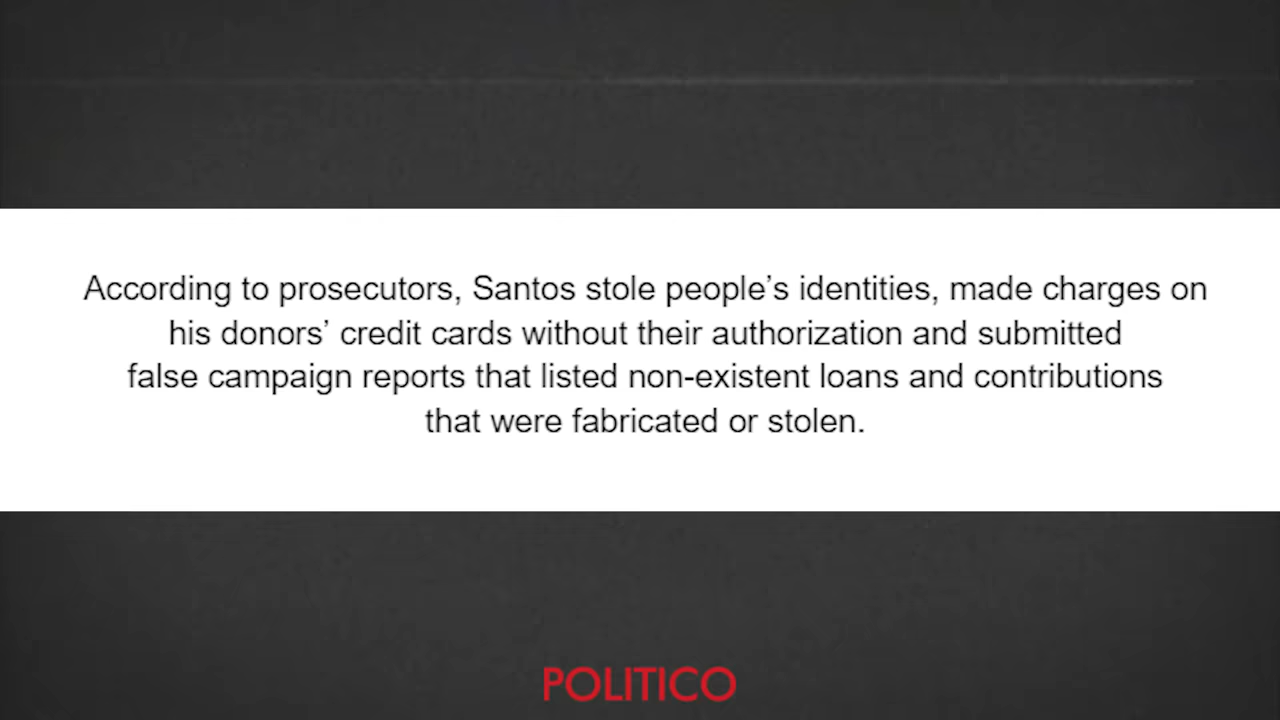 According to prosecutors, Santos stole people’s identities, made charges on
his donors’ credit cards without their authorization and submitted
false campaign reports that listed non-existent loans and contributions
that were fabricated or stolen.
POLITICO